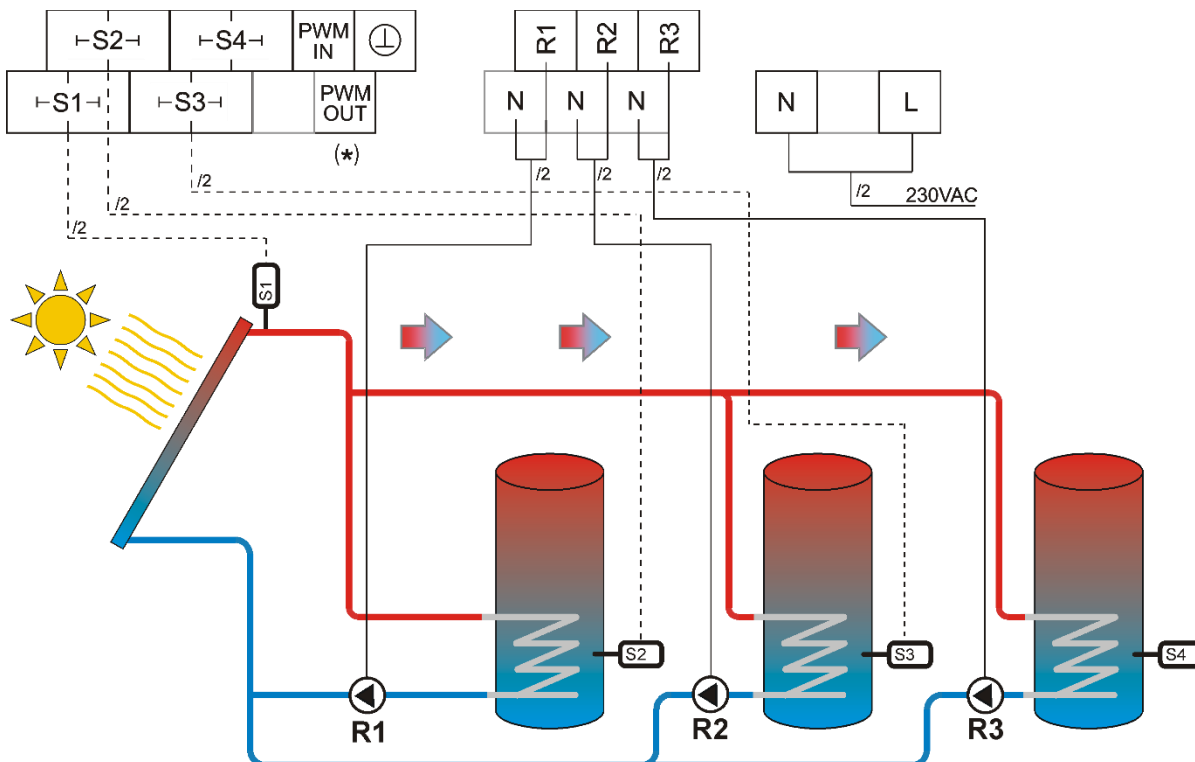 S2 S4 PWM IN
S1 S3 PWM OUT
(*)
R1 R2 R3
N N N
N L
/2 /2 /2 /2 /2 /2 /2
230VAC
S1
S2
S3
S4
R1
R2
R3